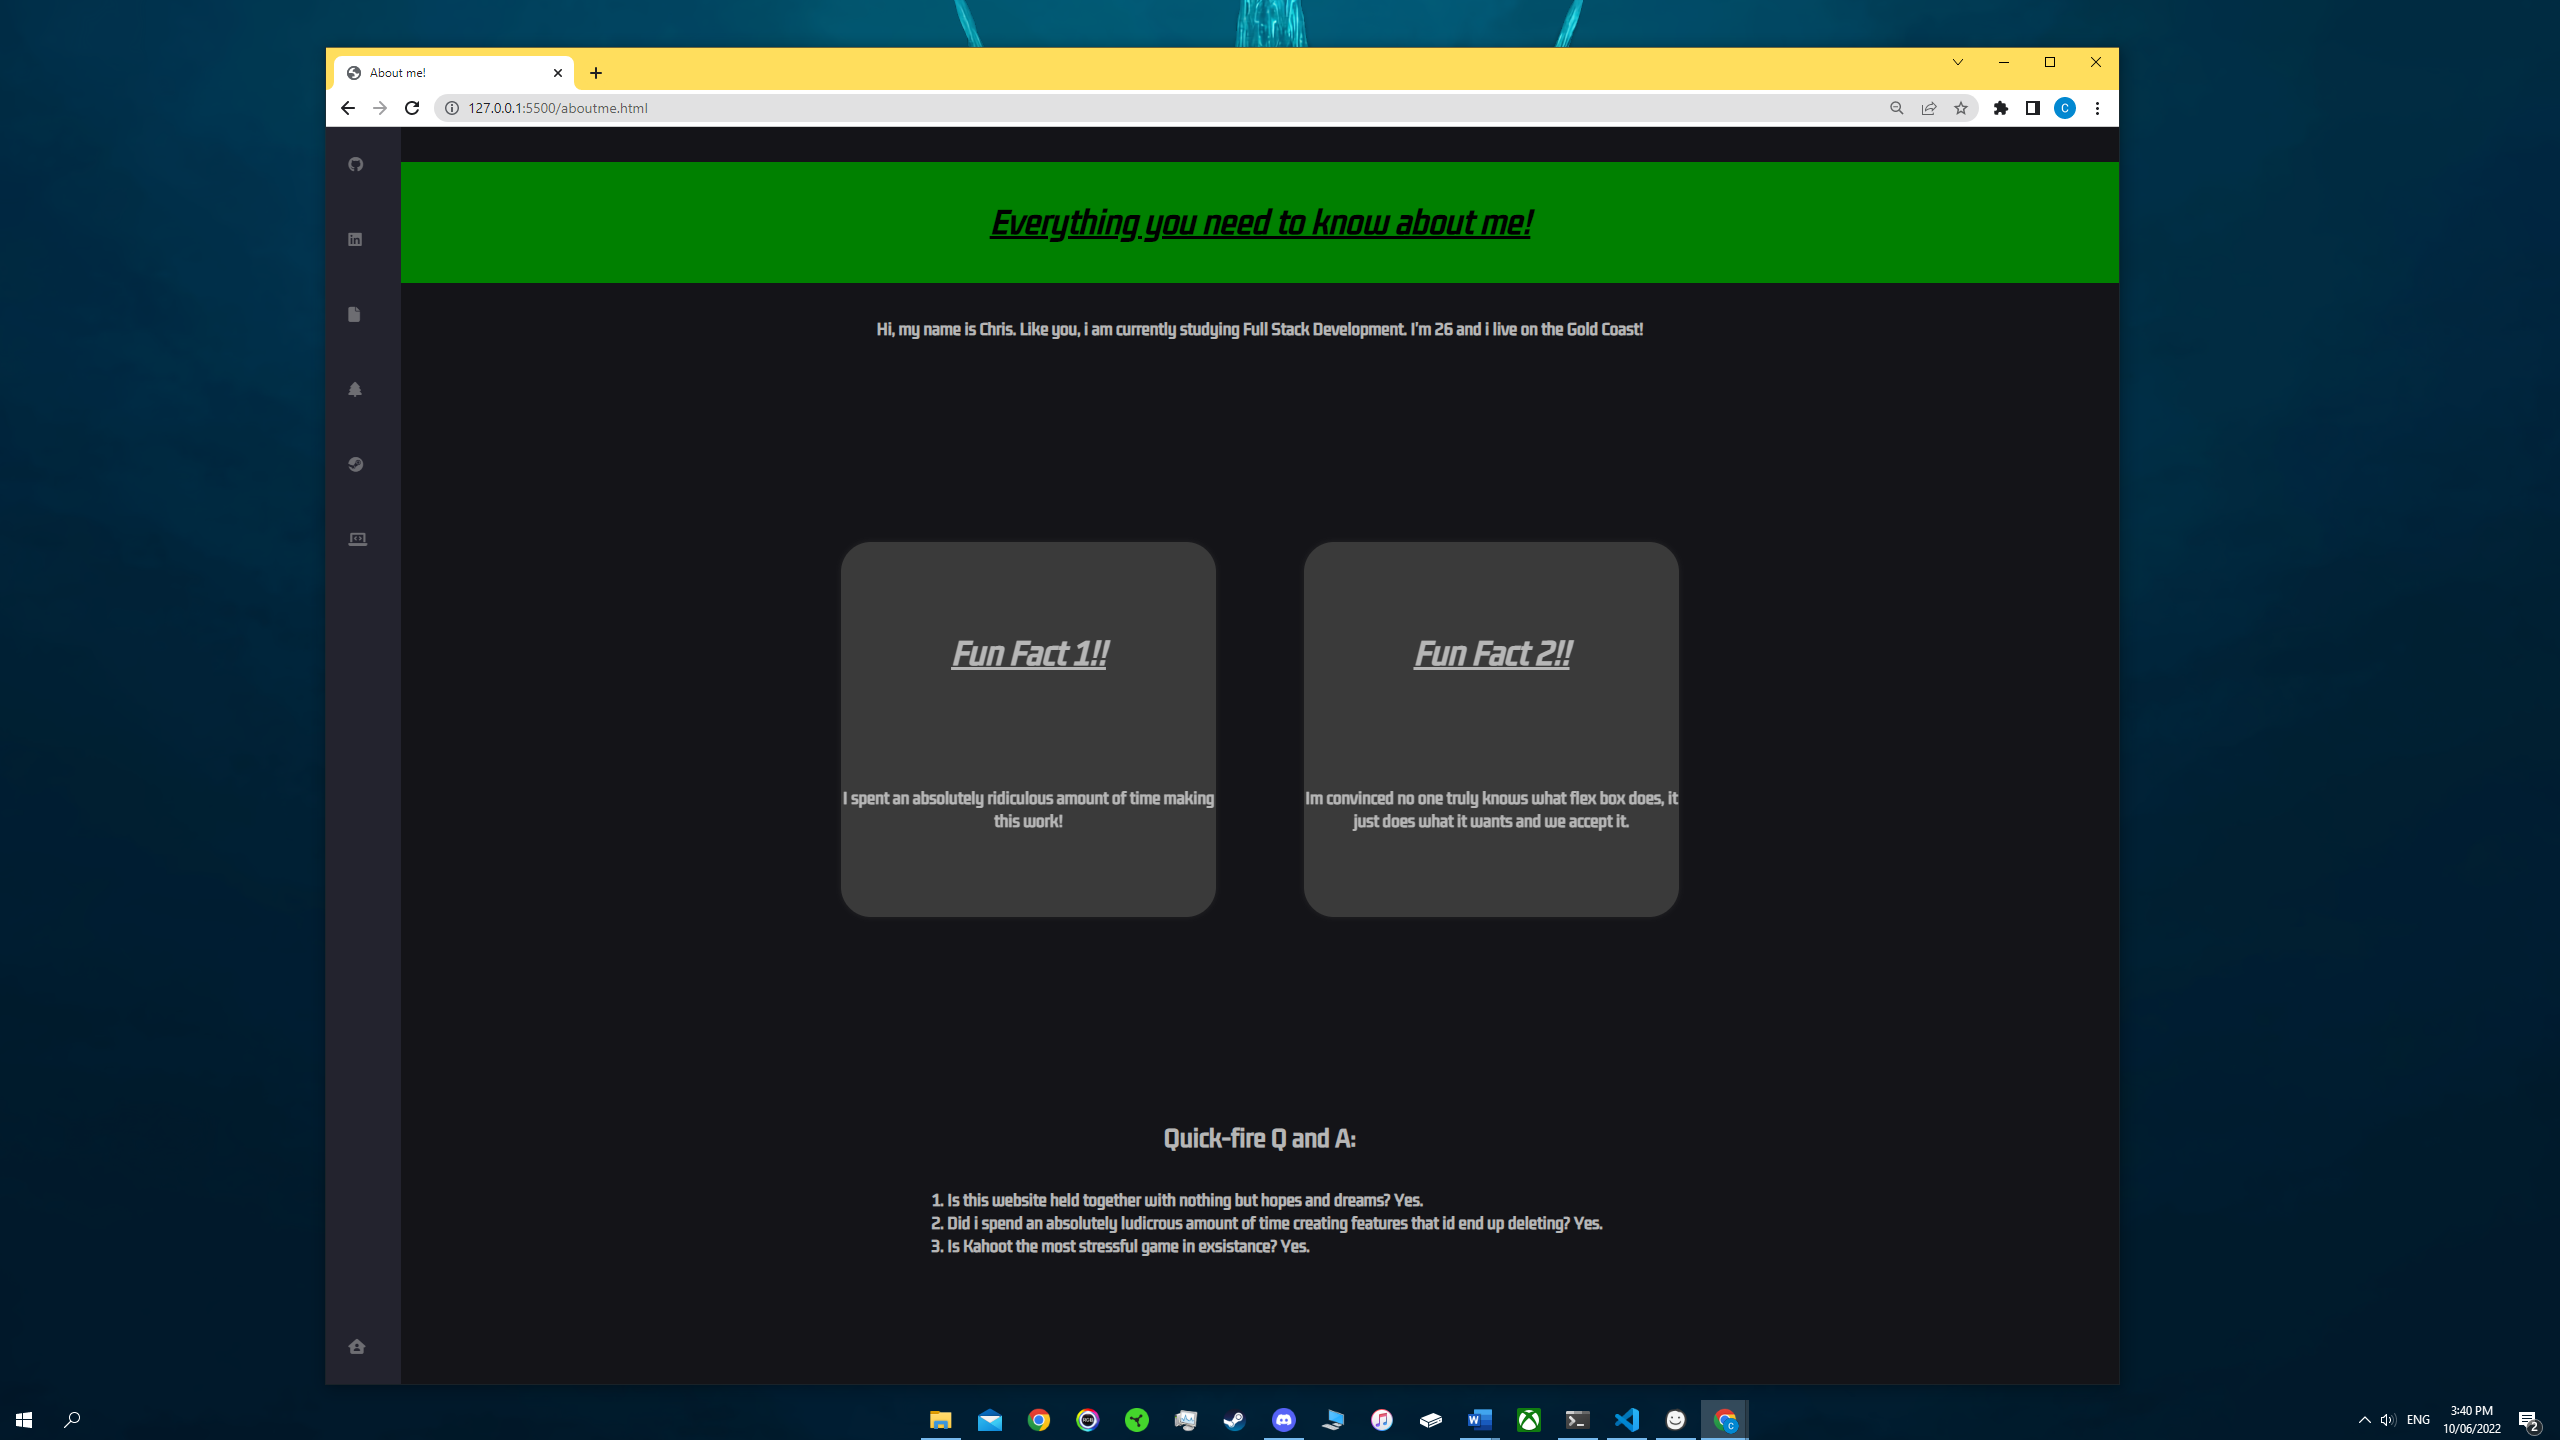 About me!
127.0.0.1:5500/aboutme.html
C
Everything you need to know about me!
Hi, my name is Chris. Like you, i am currently studying Full Stack Development. I'm 26 and i live on the Gold Coast!
Fun Fact 1!!
I spent an absolutely ridiculous amount of time making
this work!
Fun Fact 2!!
Im convinced no one truly knows what flex box does, it
just does what it wants and we accept it.
Quick-fire Q and A:
1. Is this website held together with nothing but hopes and dreams? Yes.
2. Did i spend an absolutely ludicrous amount of time creating features that id end up deleting? Yes.
3. Is Kahoot the most stressful game in exsistance? Yes.
ENG
3:40 PM
10/06/2022
2